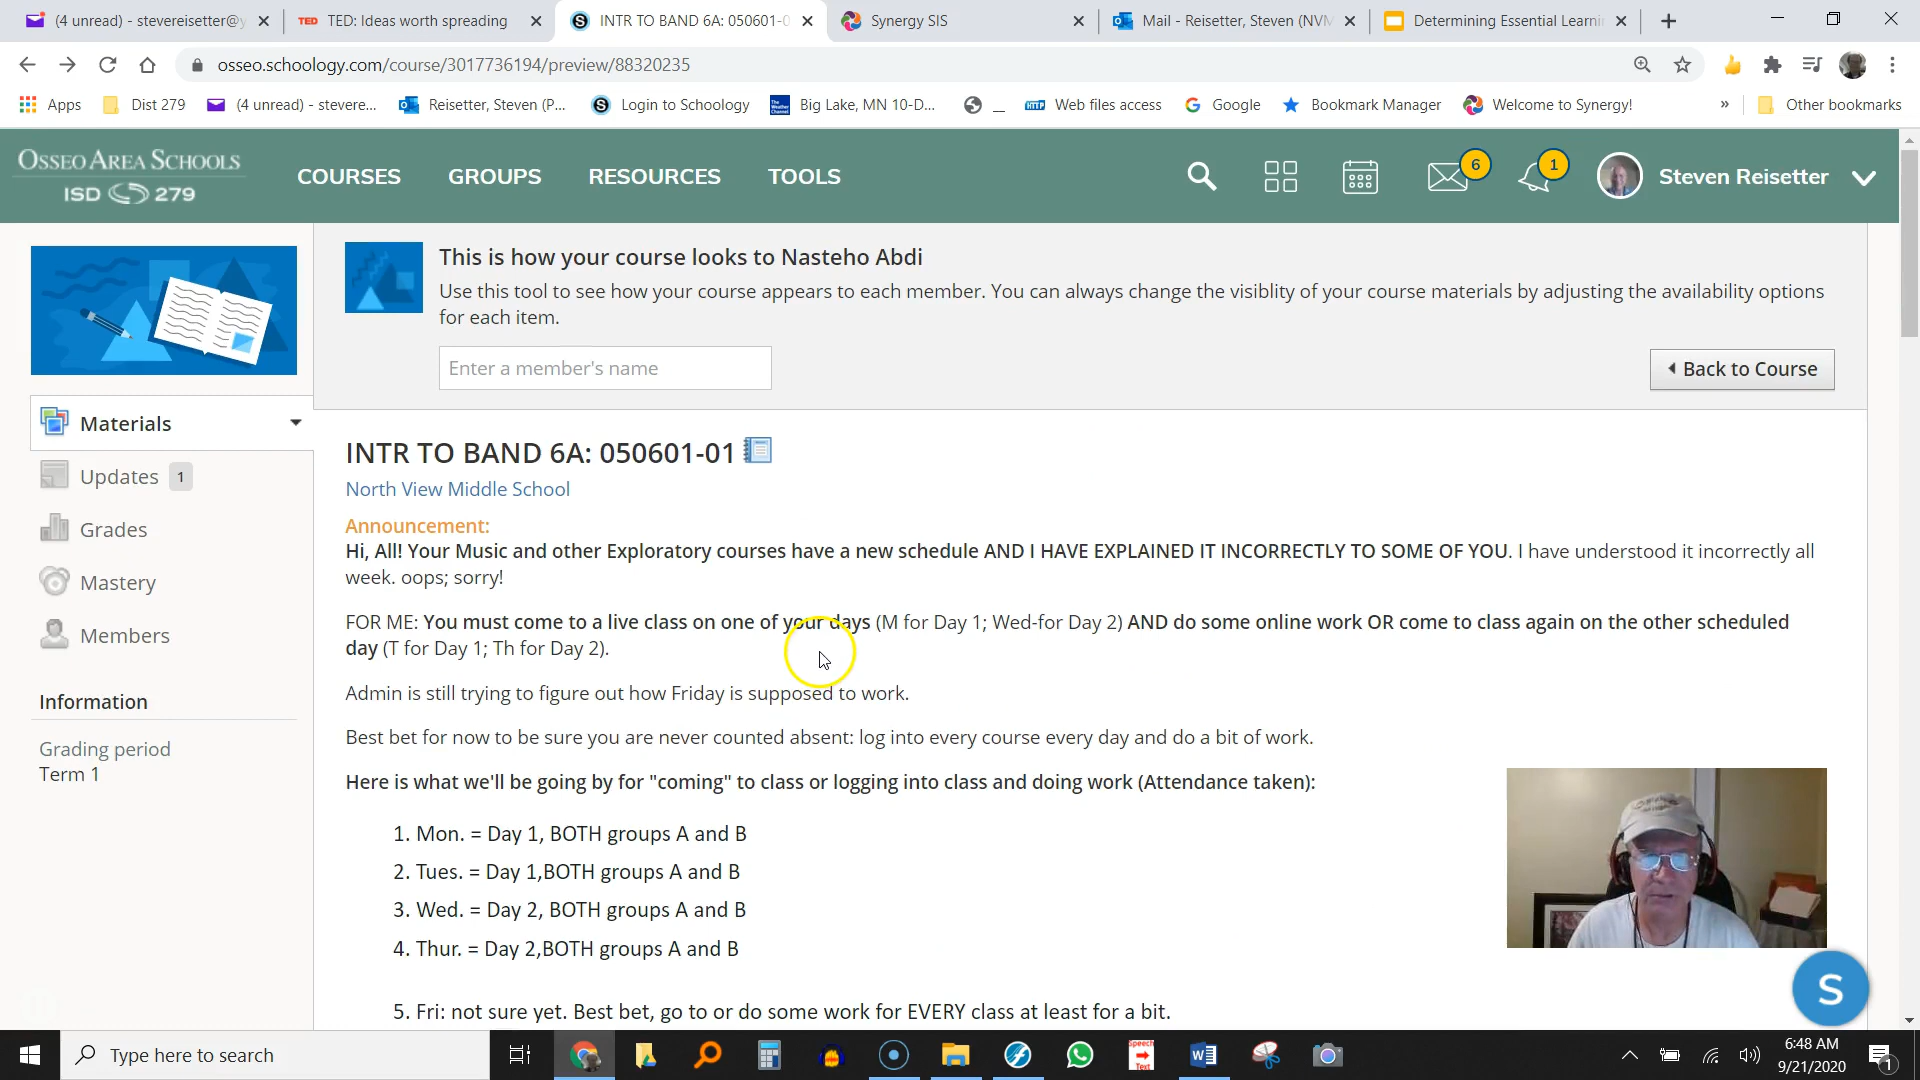 (4 unread) - stevereisetter@y
TED: Ideas worth spreading
INTR TO BAND 6A: 050601-0
Synergy SIS
Mail - Reisetter, Steven (NVM
Determining Essential Learni
osseo.schoology.com/course/3017736194/preview/88320235
Apps
Dist 279
(4 unread) - stevere...
Reisetter, Steven (P...
Login to Schoology
Big Lake, MN 10-D...
_
Web files access
Google
Bookmark Manager
Welcome to Synergy!
»
Other bookmarks
OSSEO AREA SCHOOLS
ISD 279
COURSES
GROUPS
RESOURCES
TOOLS
6
1
Steven Reisetter
This is how your course looks to Nasteho Abdi
Use this tool to see how your course appears to each member. You can always change the visiblity of your course materials by adjusting the availability options
for each item.
Enter a member's name
Back to Course
Materials
Updates 1
Grades
Mastery
Members
Information
Grading period
Term 1
INTR TO BAND 6A: 050601-01
North View Middle School
Announcement:
Hi, All! Your Music and other Exploratory courses have a new schedule AND I HAVE EXPLAINED IT INCORRECTLY TO SOME OF YOU. I have understood it incorrectly all
week. oops; sorry!
FOR ME: You must come to a live class on one of your days (M for Day 1; Wed-for Day 2) AND do some online work OR come to class again on the other scheduled
day (T for Day 1; Th for Day 2).
Admin is still trying to figure out how Friday is supposed to work.
Best bet for now to be sure you are never counted absent: log into every course every day and do a bit of work.
Here is what we'll be going by for "coming" to class or logging into class and doing work (Attendance taken):
1. Mon. = Day 1, BOTH groups A and B
2. Tues. = Day 1,BOTH groups A and B
3. Wed. = Day 2, BOTH groups A and B
4. Thur. = Day 2,BOTH groups A and B
5. Fri: not sure yet. Best bet, go to or do some work for EVERY class at least for a bit.
S
Type here to search
Speech
Text
6:48 AM
9/21/2020
1